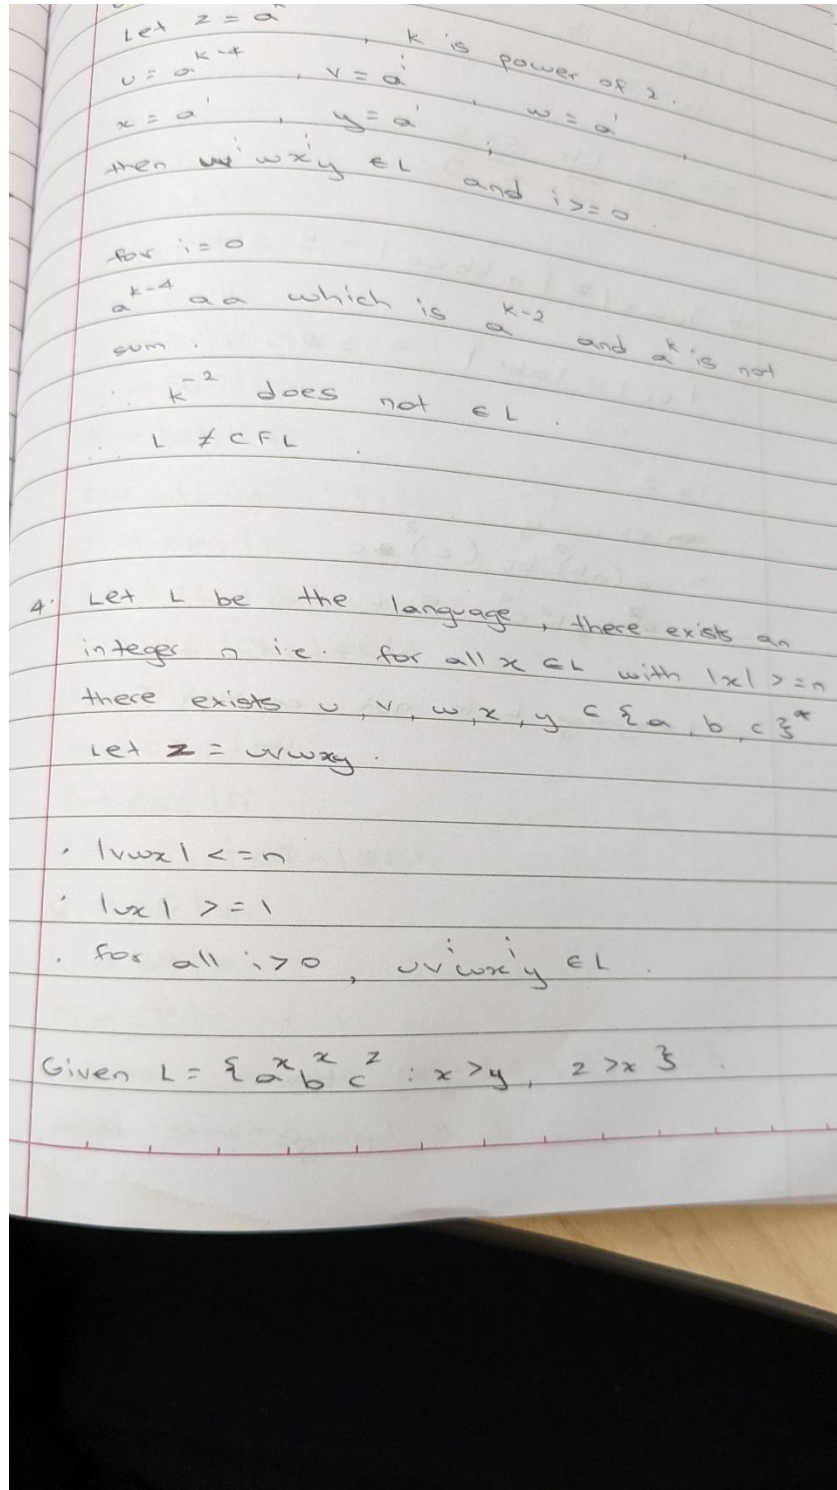 Let z = a^k, k is power of 2.
u = a^k-4, v = a^1, w = a^1,
x = a^1, y = a^1;
then uv^i wx^i y ∈ L and i >= 0.
for i = 0
a^k-4 aa which is a^k-2 and a^k is not
sum.
∴ k^-2 does not ∈ L.
∴ L ≠ CFL.
4. Let L be the language, there exists an
integer n i.e. for all x ∈ L with |x| >= n
there exists u, v, w, x, y ⊂ {a, b, c}*
Let z = uvwxy.
. |vwx| <= n
. |vx| >= 1
. for all i > 0, uv^i wx^i y ∈ L.
Given L = {a^x b^x c^z : x > y, z > x}.